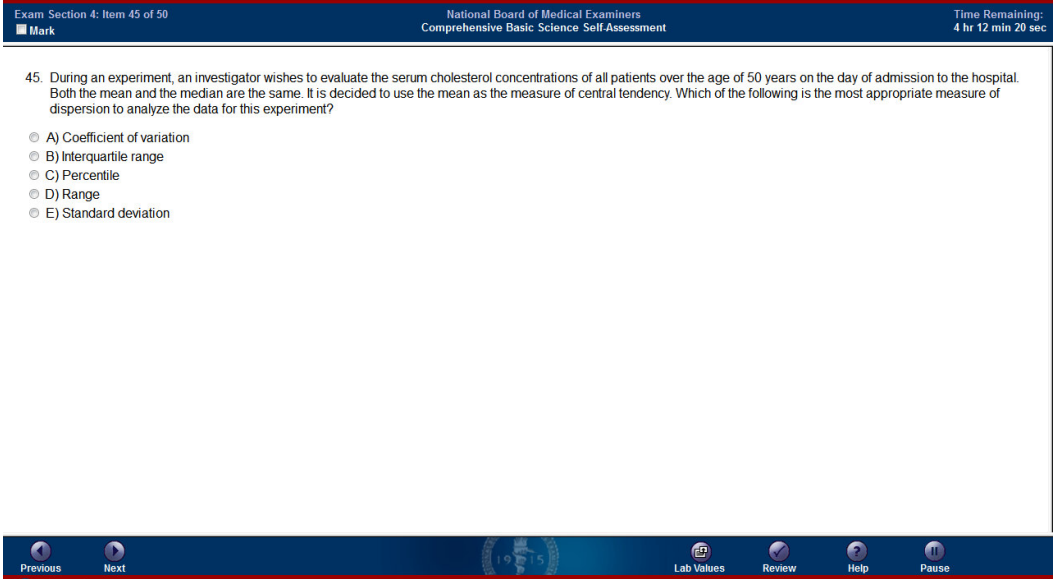 Exam Section 4: Item 45 of 50
National Board of Medical Examiners
Time Remaining:
Mark
Comprehensive Basic Science Self-Assessment
4 hr 12 min 20 sec
45. During an experiment, an investigator wishes to evaluate the serum cholesterol concentrations of all patients over the age of 50 years on the day of admission to the hospital.
Both the mean and the median are the same. It is decided to use the mean as the measure of central tendency. Which of the following is the most appropriate measure of
dispersion to analyze the data for this experiment?
A) Coefficient of variation
B) Interquartile range
C) Percentile
D) Range
E) Standard deviation
19 15
Previous
Next
Lab Values
Review
Help
Pause